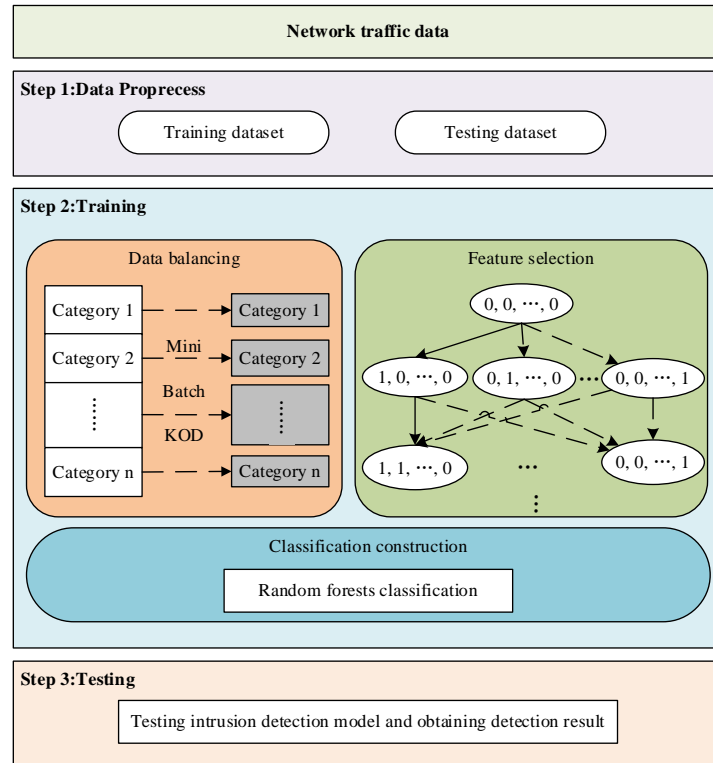 Network traffic data
Step 1:Data Proprecess
Training dataset
Testing dataset
Step 2:Training
Data balancing
Category 1
Category 2
⋮
Category n
Mini
Batch
KOD
Category 1
Category 2
⋮
Category n
Feature selection
0, 0, ···, 0
1, 0, ···, 0
0, 1, ···, 0
···
0, 0, ···, 1
1, 1, ···, 0
···
0, 0, ···, 1
⋮
Classification construction
Random forests classification
Step 3:Testing
Testing intrusion detection model and obtaining detection result